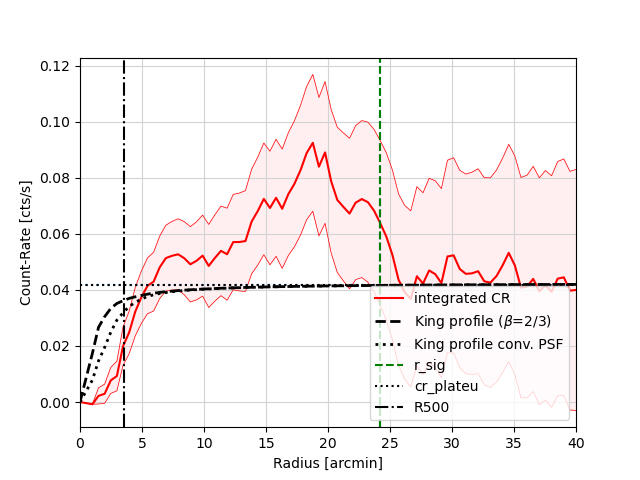 0.12
0.10
0.08
0.06
0.04
0.02
0.00
Count-Rate [cts/s]
integrated CR
King profile (β=2/3)
King profile conv. PSF
r_sig
cr_plateu
R500
0 5 10 15 20 25 30 35 40
Radius [arcmin]